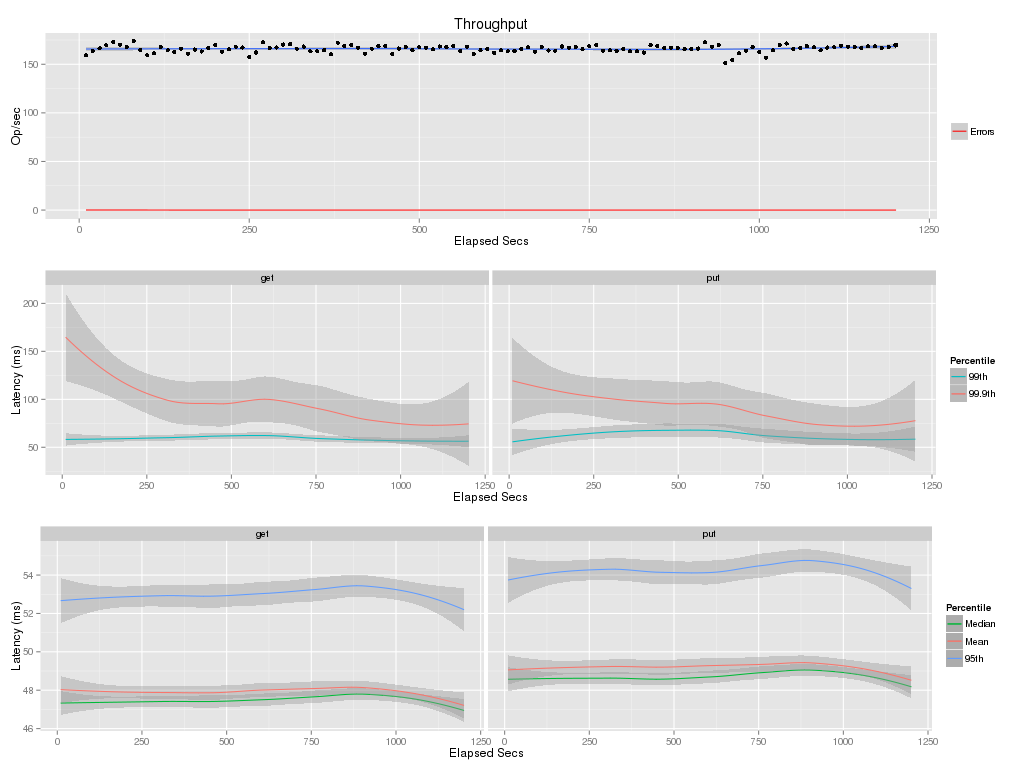 Throughput
Op/sec
150
100
50
0
0 250 500 750 1000 1250
Elapsed Secs
Errors
get put
Latency (ms)
200
150
100
50
0 250 500 750 1000 1250 0 250 500 750 1000 1250
Elapsed Secs
Percentile
99th
99.9th
get put
Latency (ms)
54
52
50
48
46
0 250 500 750 1000 1250 0 250 500 750 1000 1250
Elapsed Secs
Percentile
Median
Mean
95th